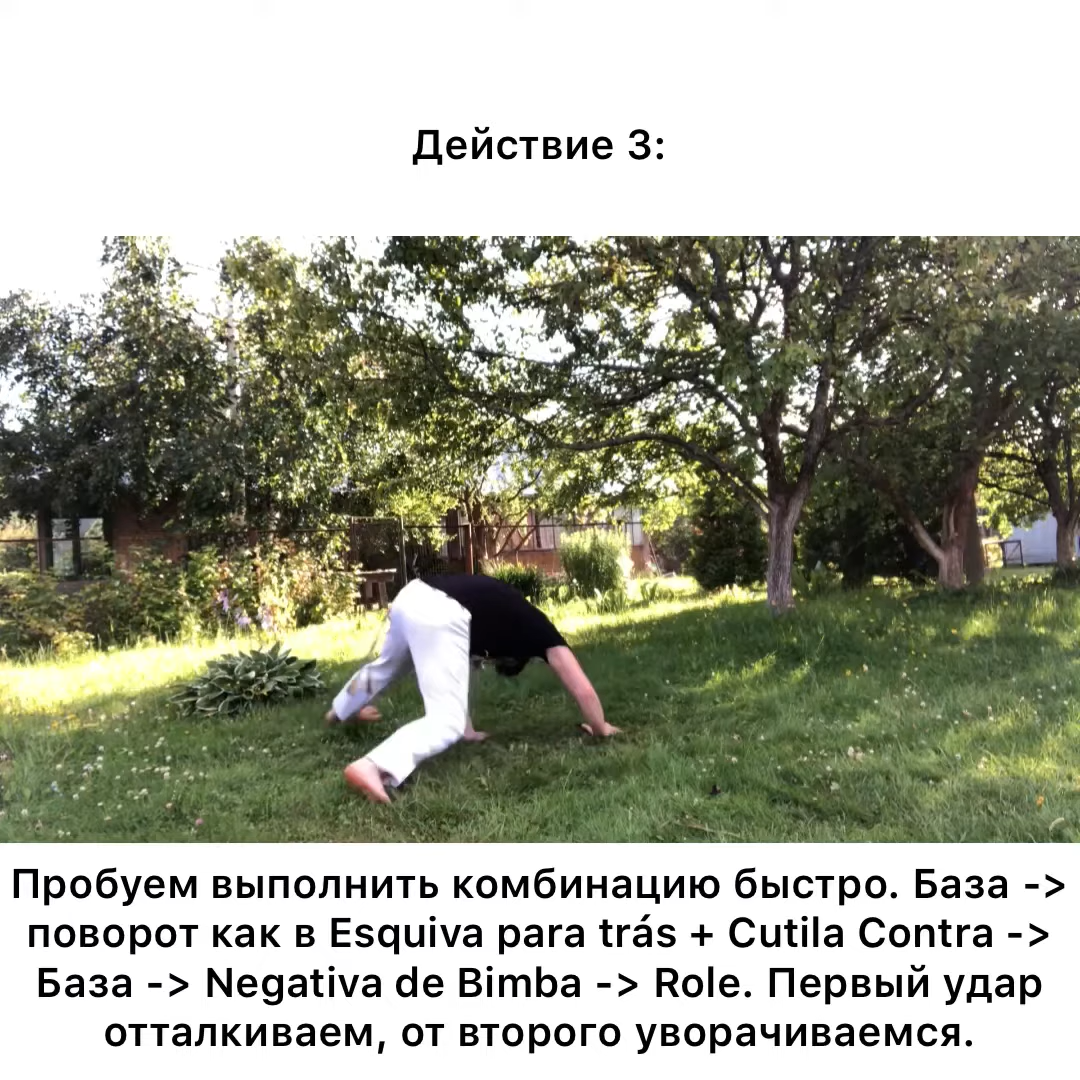 Действие 3:
Пробуем выполнить комбинацию быстро. База ->
поворот как в Esquiva para trás + Cutila Contra ->
База -> Negativa de Bimba -> Role. Первый удар
отталкиваем, от второго уворачиваемся.